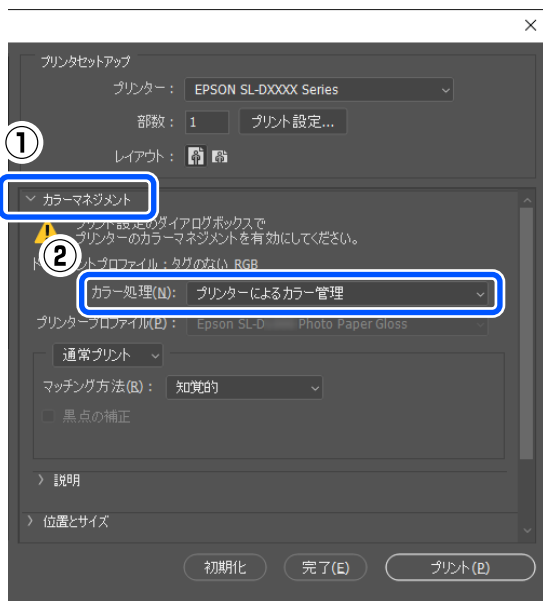 プリンタセットアップ
プリンター： EPSON SL-DXXXX Series
部数： 1 プリント設定...
①
レイアウト：
カラーマネジメント
プリント設定のダイアログボックスで
プリンターのカラーマネジメントを有効にしてください。
②
ントプロファイル：タグのない RGB
カラー処理(N): プリンターによるカラー管理
プリンタープロファイル(P)： Epson SL-D Photo Paper Gloss
通常プリント
マッチング方法(R)： 知覚的
黒点の補正
説明
位置とサイズ
初期化 完了(E) プリント(P)